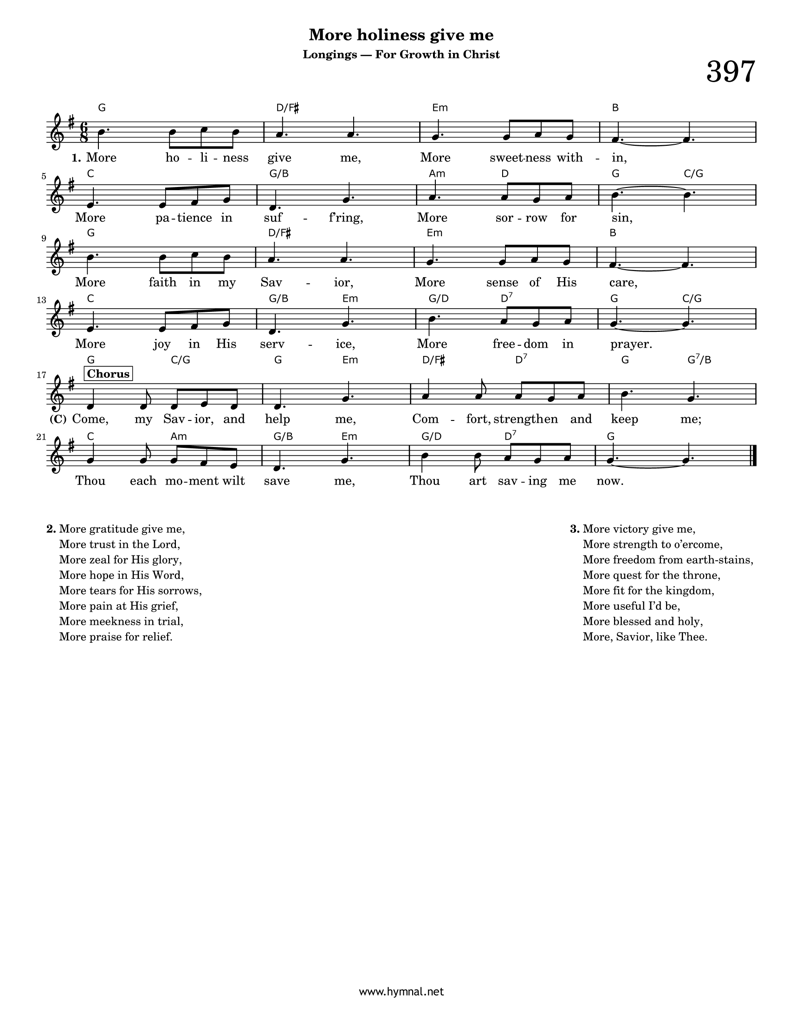 More holiness give me
Longings — For Growth in Christ
397
G D/F♯ Em B
6
8
1. More ho - li - ness give me, More sweet-ness with - in,
5 C G/B Am D G C/G
More pa - tience in suf - f'ring, More sor - row for sin,
9 G D/F♯ Em B
More faith in my Sav - ior, More sense of His care,
13 C G/B Em G/D D7 G C/G
More joy in His serv - ice, More free - dom in prayer.
G C/G G Em D/F♯ D7 G G7/B
17 Chorus
(C) Come, my Sav - ior, and help me, Com - fort, strengthen and keep me;
21 C Am G/B Em G/D D7 G
Thou each mo - ment wilt save me, Thou art sav - ing me now.
2. More gratitude give me,
More trust in the Lord,
More zeal for His glory,
More hope in His Word,
More tears for His sorrows,
More pain at His grief,
More meekness in trial,
More praise for relief.
3. More victory give me,
More strength to o'ercome,
More freedom from earth-stains,
More quest for the throne,
More fit for the kingdom,
More useful I'd be,
More blessed and holy,
More, Savior, like Thee.
www.hymnal.net